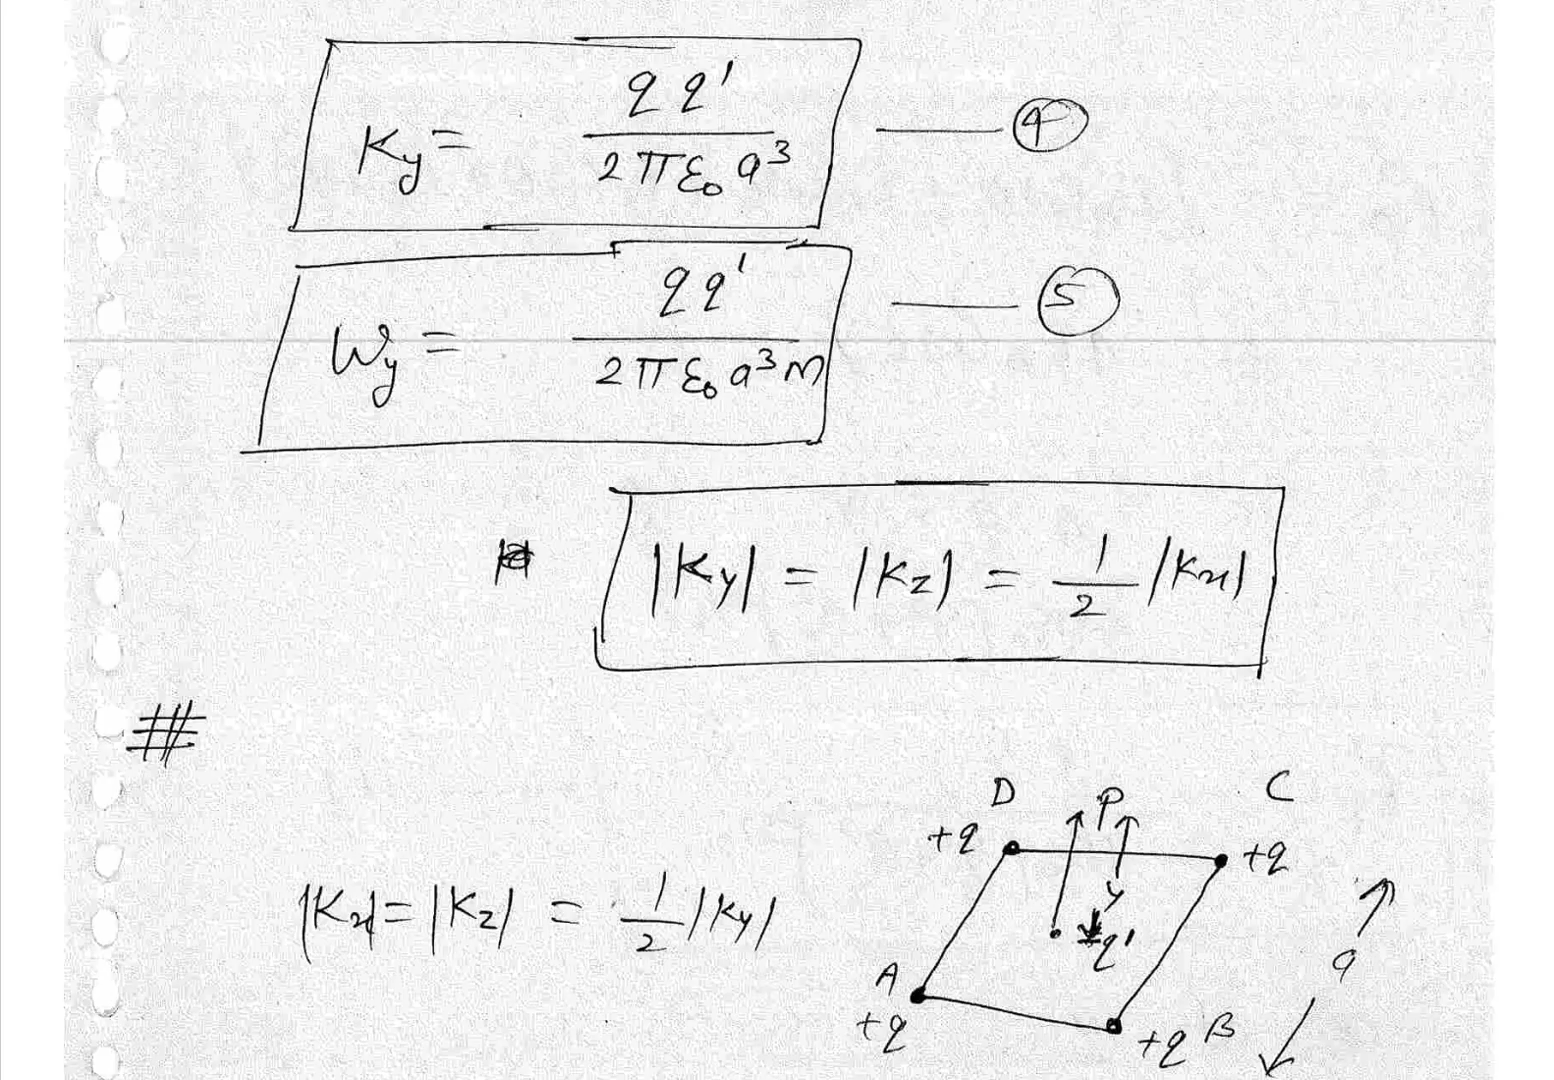 Ky = qq' / 2πε₀a³ —— ④
Wy = qq' / 2πε₀a³m —— ⑤
|Ky| = |Kz| = 1/2 |Kx|
#
D P C
+q +q
y
|Kx| = |Kz| = 1/2 |Ky|
q'
a
A
+q +q B